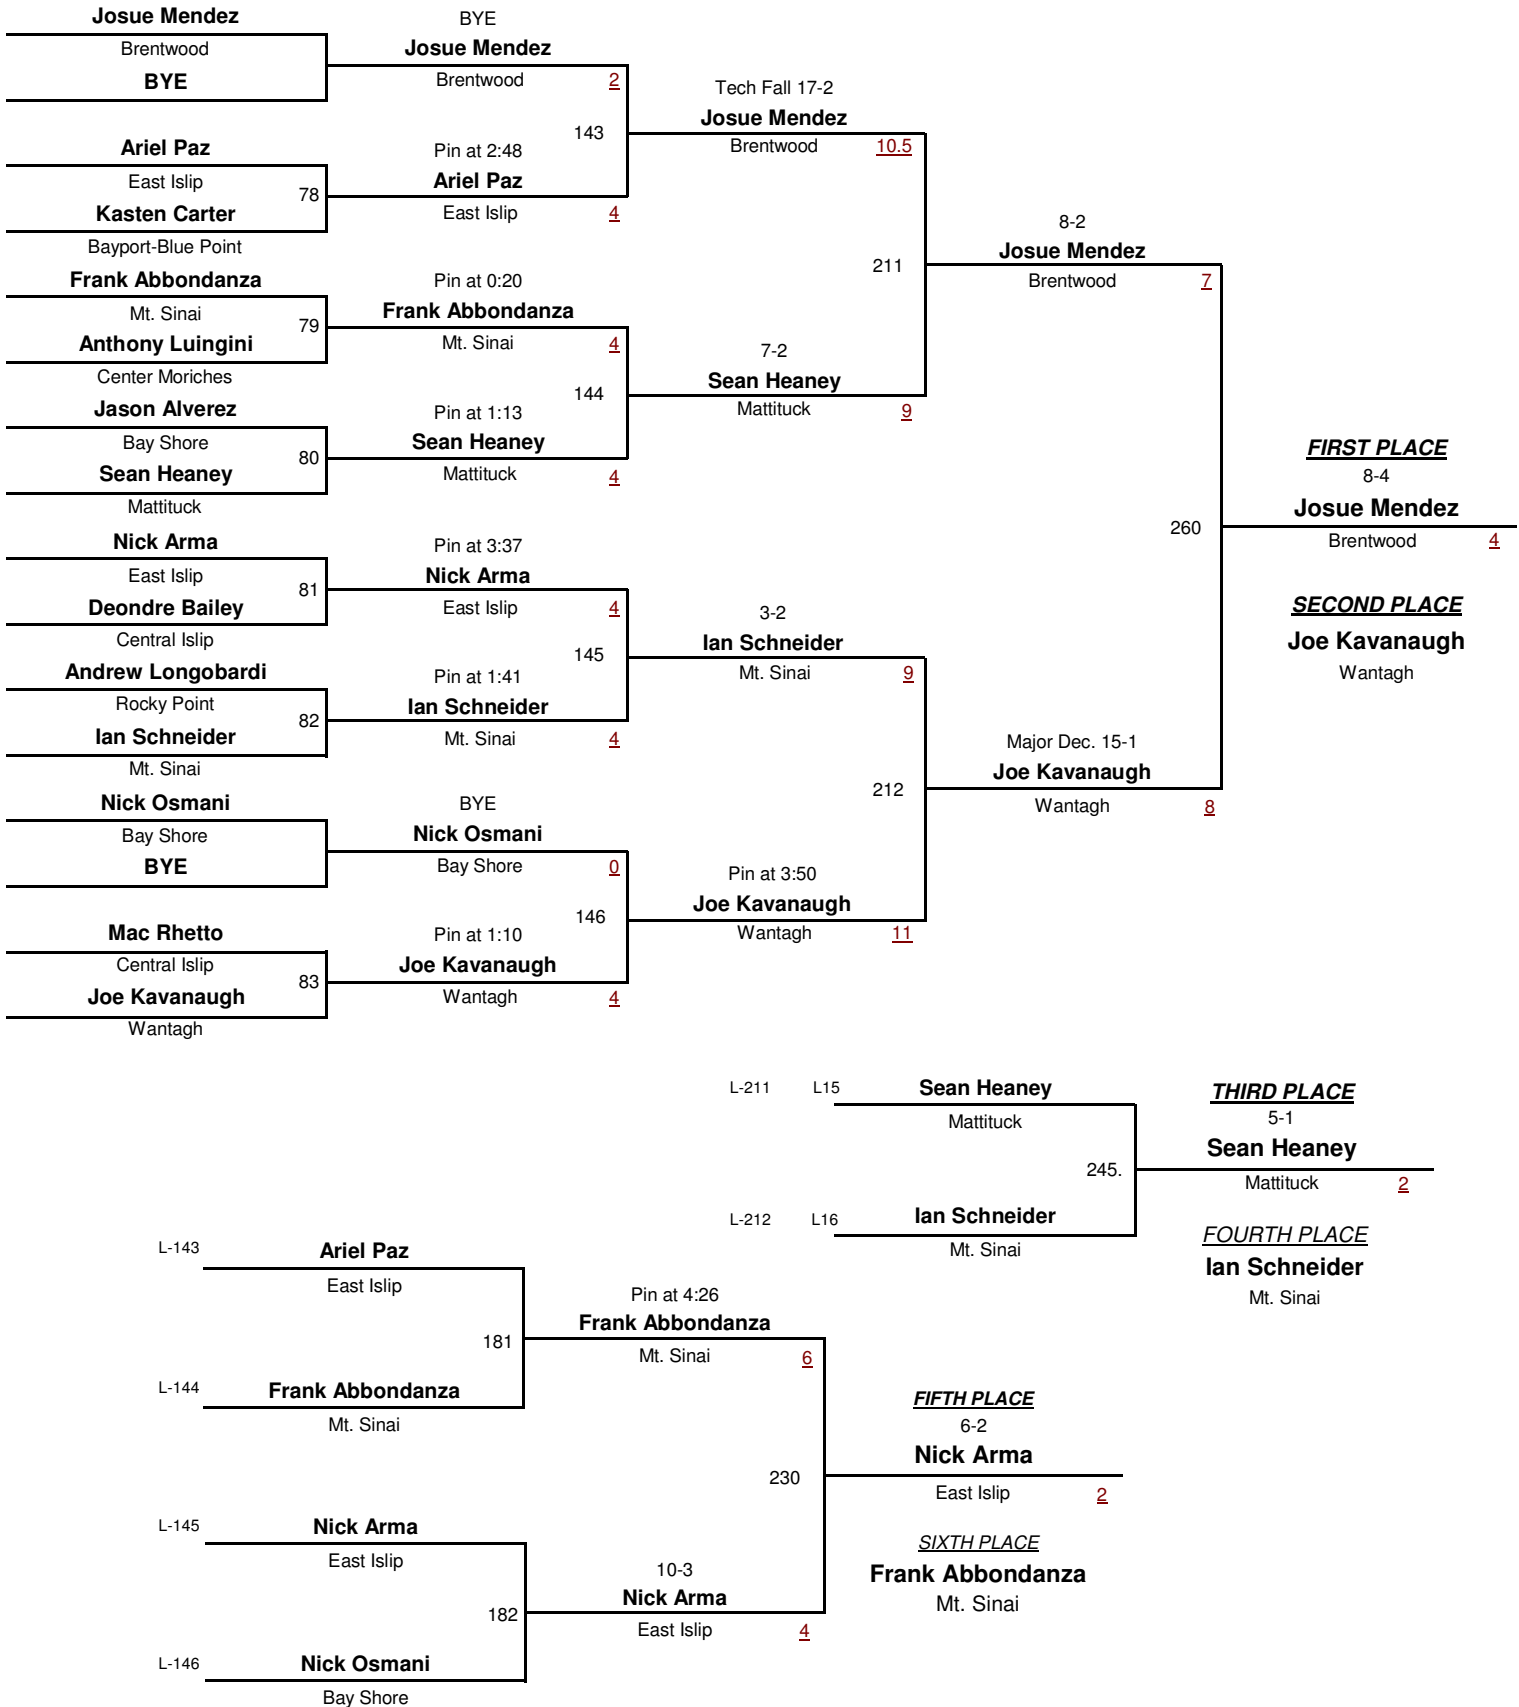 Josue Mendez
Brentwood
BYE
Ariel Paz
East Islip
78
Kasten Carter
Bayport-Blue Point
Frank Abbondanza
Mt. Sinai
79
Anthony Luingini
Center Moriches
Jason Alverez
Bay Shore
80
Sean Heaney
Mattituck
Nick Arma
East Islip
81
Deondre Bailey
Central Islip
Andrew Longobardi
Rocky Point
82
Ian Schneider
Mt. Sinai
Nick Osmani
Bay Shore
BYE
Mac Rhetto
Central Islip
83
Joe Kavanaugh
Wantagh
BYE
Josue Mendez
Brentwood 2
143
Pin at 2:48
Ariel Paz
East Islip 4
Pin at 0:20
Frank Abbondanza
Mt. Sinai 4
144
Pin at 1:13
Sean Heaney
Mattituck 4
Pin at 3:37
Nick Arma
East Islip 4
145
Pin at 1:41
Ian Schneider
Mt. Sinai 4
BYE
Nick Osmani
Bay Shore 0
146
Pin at 1:10
Joe Kavanaugh
Wantagh 4
Tech Fall 17-2
Josue Mendez
Brentwood 10.5
211
7-2
Sean Heaney
Mattituck 9
3-2
Ian Schneider
Mt. Sinai 9
212
Pin at 3:50
Joe Kavanaugh
Wantagh 11
8-2
Josue Mendez
Brentwood 7
260
Major Dec. 15-1
Joe Kavanaugh
Wantagh 8
FIRST PLACE
8-4
Josue Mendez
Brentwood 4
SECOND PLACE
Joe Kavanaugh
Wantagh
L-211 L15 Sean Heaney
Mattituck
245.
L-212 L16 Ian Schneider
Mt. Sinai
THIRD PLACE
5-1
Sean Heaney
Mattituck 2
FOURTH PLACE
Ian Schneider
Mt. Sinai
L-143 Ariel Paz
East Islip
181
L-144 Frank Abbondanza
Mt. Sinai
L-145 Nick Arma
East Islip
182
L-146 Nick Osmani
Bay Shore
Pin at 4:26
Frank Abbondanza
Mt. Sinai 6
230
10-3
Nick Arma
East Islip 4
FIFTH PLACE
6-2
Nick Arma
East Islip 2
SIXTH PLACE
Frank Abbondanza
Mt. Sinai